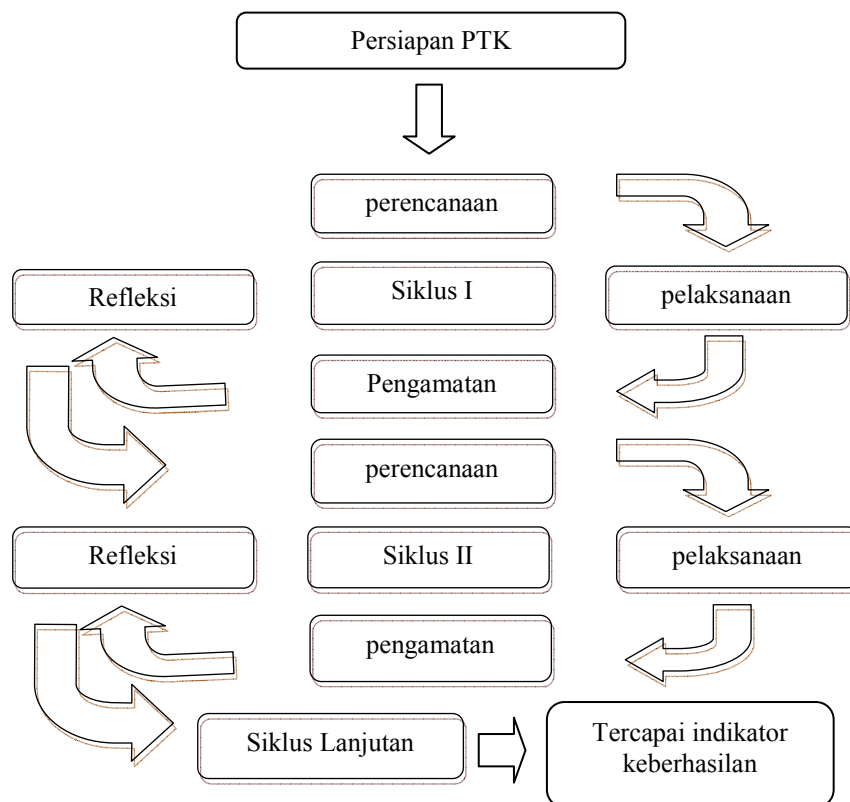 Persiapan PTK
perencanaan
Refleksi
Siklus I
pelaksanaan
Pengamatan
perencanaan
Refleksi
Siklus II
pelaksanaan
pengamatan
Siklus Lanjutan
Tercapai indikator
keberhasilan